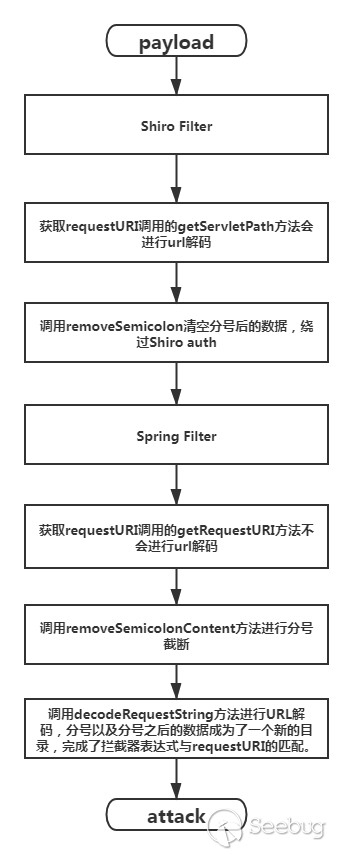 payload
Shiro Filter
获取requestURI调用的getServletPath方法会
进行url解码
调用removeSemicolon清空分号后的数据，绕
过Shiro auth
Spring Filter
获取requestURI调用的getRequestURI方法不
会进行url解码
调用removeSemicolonContent方法进行分号
截断
调用decodeRequestString方法进行URL解
码，分号以及分号之后的数据成为了一个新的目
录，完成了拦截器表达式与requestURI的匹配。
attack
Seebug